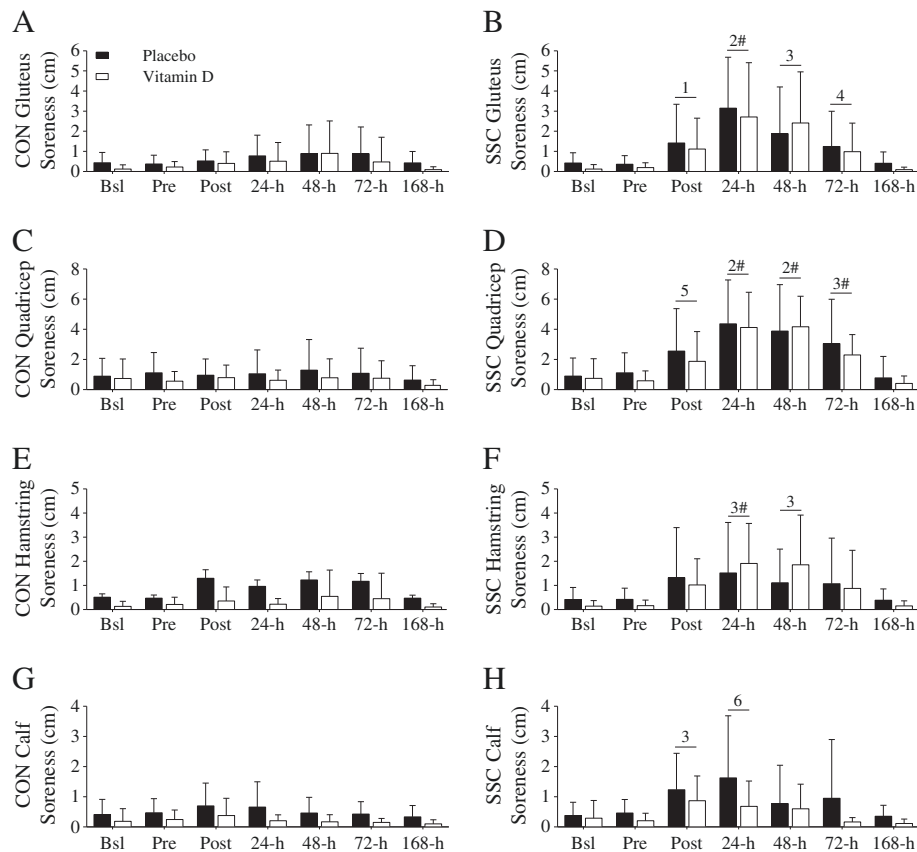 A
CON Gluteus
Soreness (cm)
6
5
4
3
2
1
0
Placebo
Vitamin D
Bsl Pre Post 24-h 48-h 72-h 168-h
B
SSC Gluteus
Soreness (cm)
6
5
4
3
2
1
0
1 2# 3 4
Bsl Pre Post 24-h 48-h 72-h 168-h
C
CON Quadricep
Soreness (cm)
8
6
4
2
0
Bsl Pre Post 24-h 48-h 72-h 168-h
D
SSC Quadricep
Soreness (cm)
8
6
4
2
0
5 2# 2# 3#
Bsl Pre Post 24-h 48-h 72-h 168-h
E
CON Hamstring
Soreness (cm)
5
4
3
2
1
0
Bsl Pre Post 24-h 48-h 72-h 168-h
F
SSC Hamstring
Soreness (cm)
5
4
3
2
1
0
3# 3
Bsl Pre Post 24-h 48-h 72-h 168-h
G
CON Calf
Soreness (cm)
4
3
2
1
0
Bsl Pre Post 24-h 48-h 72-h 168-h
H
SSC Calf
Soreness (cm)
4
3
2
1
0
3 6
Bsl Pre Post 24-h 48-h 72-h 168-h